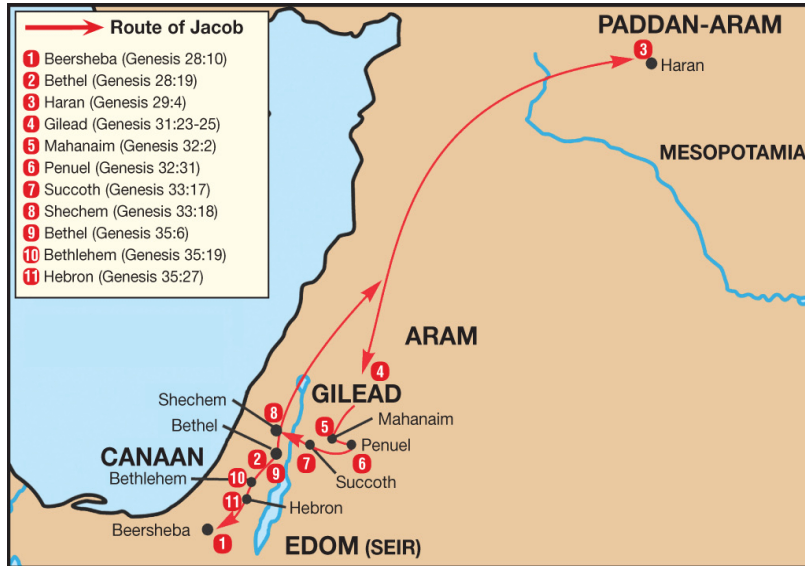 Route of Jacob
1 Beersheba (Genesis 28:10)
2 Bethel (Genesis 28:19)
3 Haran (Genesis 29:4)
4 Gilead (Genesis 31:23-25)
5 Mahanaim (Genesis 32:2)
6 Penuel (Genesis 32:31)
7 Succoth (Genesis 33:17)
8 Shechem (Genesis 33:18)
9 Bethel (Genesis 35:6)
10 Bethlehem (Genesis 35:19)
11 Hebron (Genesis 35:27)
PADDAN-ARAM
3
Haran
MESOPOTAMIA
ARAM
4
GILEAD
Shechem
8
5
Mahanaim
Bethel
Penuel
CANAAN
2
9
7
6
Bethlehem
10
Succoth
11
Hebron
Beersheba
1
EDOM (SEIR)